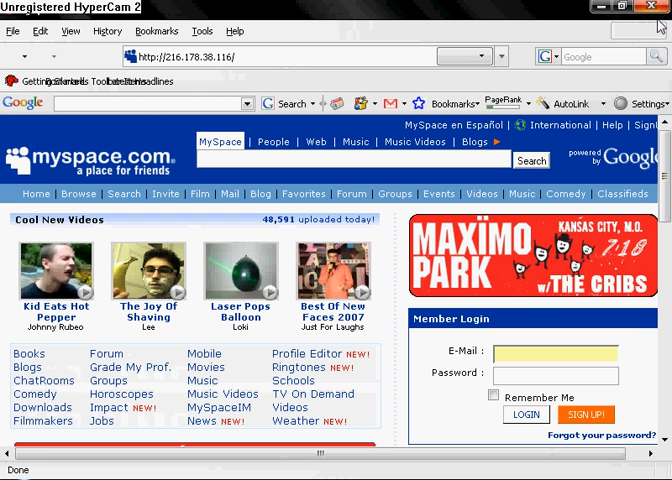 Unregistered HyperCam 2
File Edit View History Bookmarks Tools Help
http://216.178.38.116/
G Google
Getting Started Latest Headlines
Google G Search Bookmarks PageRank AutoLink Settings
MySpace en Español | International | Help | Sign
MySpace | People | Web | Music | Music Videos | Blogs
myspace.com
a place for friends
Search
powered by Google
Home | Browse | Search | Invite | Film | Mail | Blog | Favorites | Forum | Groups | Events | Videos | Music | Comedy | Classifieds
Cool New Videos 48,591 uploaded today!
Kid Eats Hot Pepper
Johnny Rubeo
The Joy Of Shaving
Lee
Laser Pops Balloon
Loki
Best Of New Faces 2007
Just For Laughs
MAXÏMO PARK
KANSAS CITY, M.O.
7·18
w/THE CRIBS
Books Forum Mobile Profile Editor NEW!
Blogs Grade My Prof. Movies Ringtones NEW!
ChatRooms Groups Music Schools
Comedy Horoscopes Music Videos TV On Demand
Downloads Impact NEW! MySpaceIM Videos
Filmmakers Jobs News NEW! Weather NEW!
Member Login
E-Mail :
Password :
Remember Me
LOGIN SIGN UP!
Forgot your password?
Done